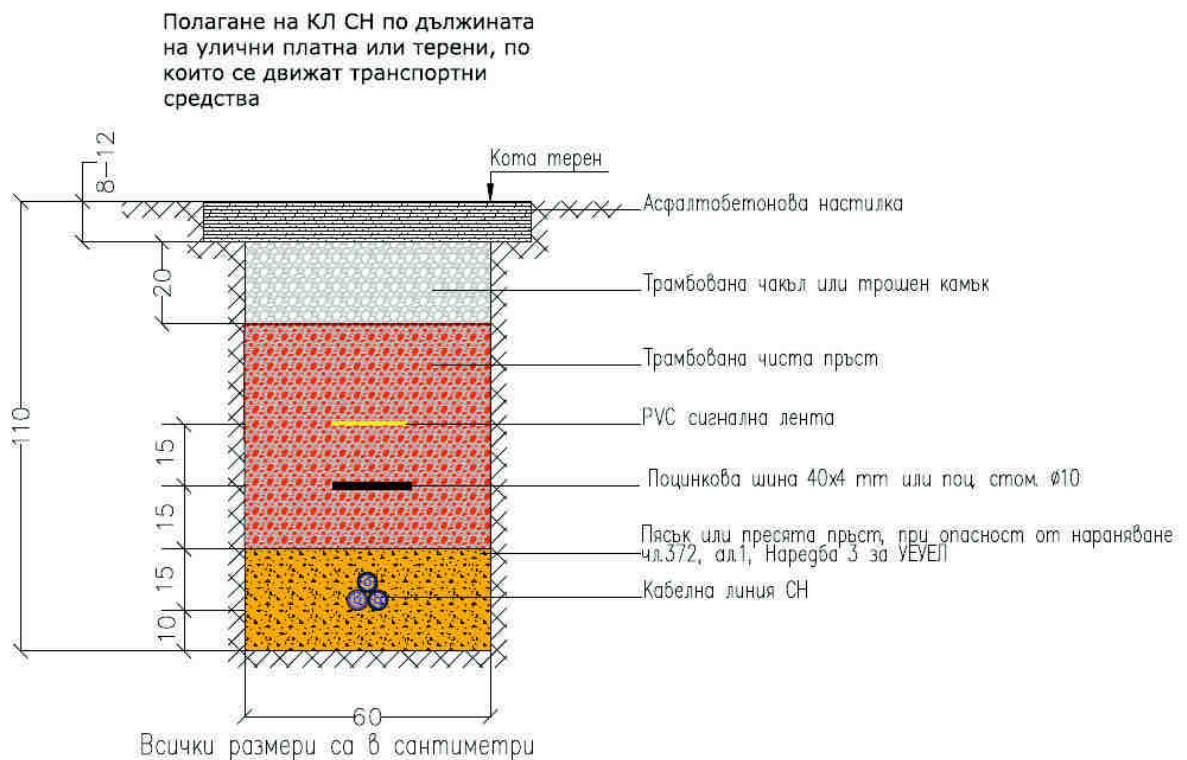 Полагане на КЛ СН по дължината
на улични платна или терени, по
които се движат транспортни
средства
Кота терен
8–12
Асфалтобетонова настилка
20
Трамбована чакъл или трошен камък
Трамбована чиста пръст
110
PVC сигнална лента
15
Поцинкова шина 40x4 mm или поц. стом. ø10
15
Пясък или пресята пръст, при опасност от нараняване
чл.372, ал.1, Наредба 3 за УЕУЕЛ
15
Кабелна линия СН
10
60
Всички размери са в сантиметри